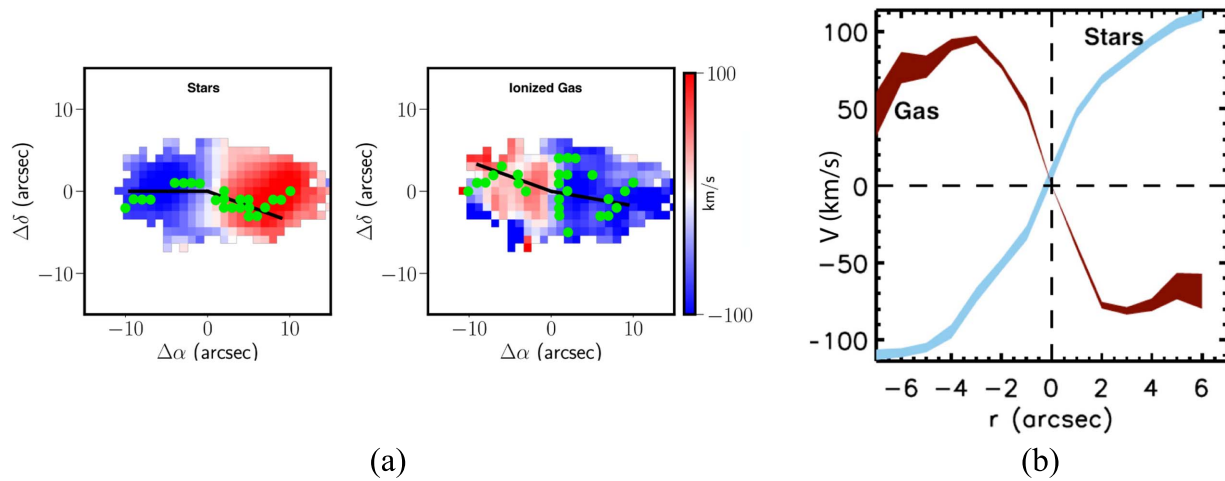 Stars
10
0
−10
Δδ (arcsec)
−10
0
10
Δα (arcsec)
Ionized Gas
10
0
−10
Δδ (arcsec)
−10
0
10
Δα (arcsec)
100
km/s
−100
(a)
100
50
0
-50
-100
V (km/s)
Stars
Gas
-6
-4
-2
0
2
4
6
r (arcsec)
(b)